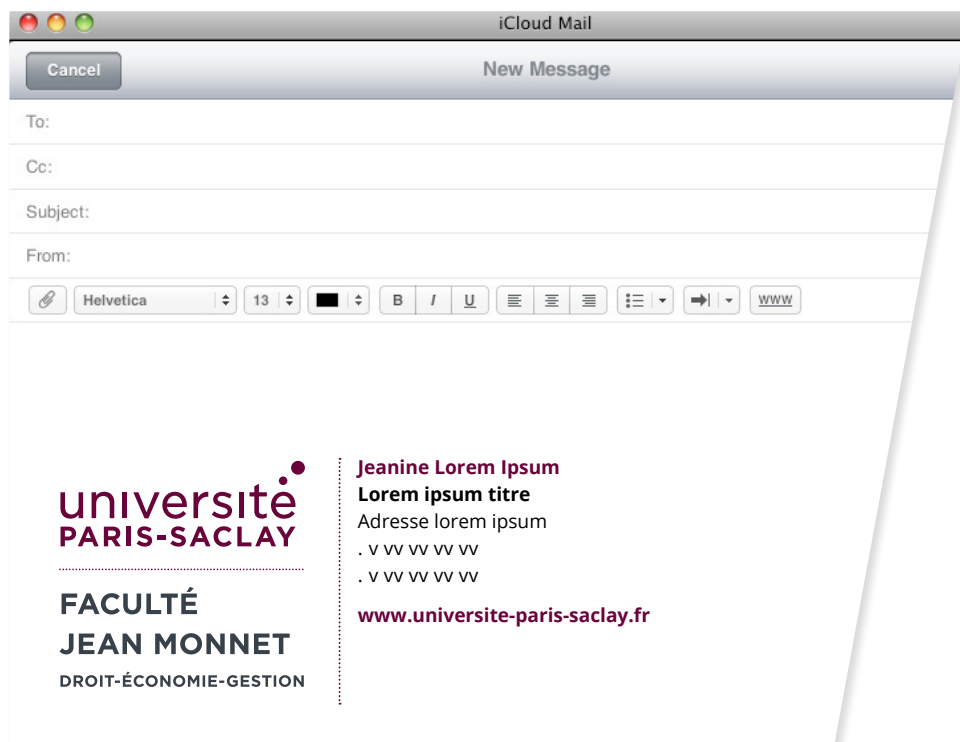 iCloud Mail
Cancel
New Message
To:
Cc:
Subject:
From:
Helvetica 13 B I U www
université
PARIS-SACLAY
FACULTÉ
JEAN MONNET
DROIT-ÉCONOMIE-GESTION
Jeanine Lorem Ipsum
Lorem ipsum titre
Adresse lorem ipsum
. v vv vv vv vv
. v vv vv vv vv
www.universite-paris-saclay.fr